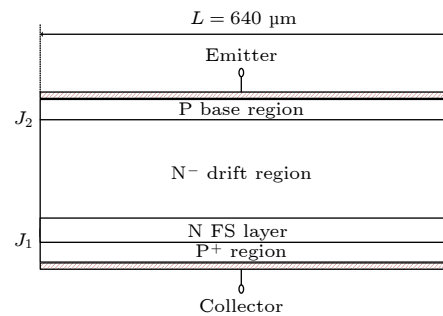 L = 640 µm
Emitter
P base region
J₂
N⁻ drift region
N FS layer
J₁
P⁺ region
Collector